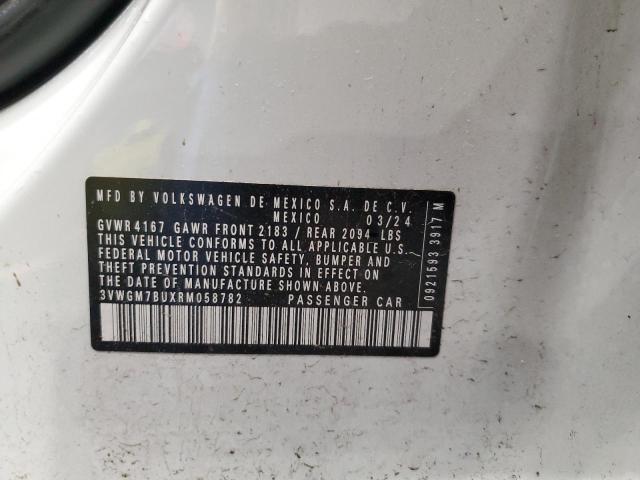 MFD BY VOLKSWAGEN DE MEXICO S.A. DE C.V.
MEXICO 03/24
GVWR 4167 GAWR FRONT 2183 / REAR 2094 LBS
THIS VEHICLE CONFORMS TO ALL APPLICABLE U.S.
FEDERAL MOTOR VEHICLE SAFETY, BUMPER AND
THEFT PREVENTION STANDARDS IN EFFECT ON
THE DATE OF MANUFACTURE SHOWN ABOVE.
3VWGM7BUXRM058782 PASSENGER CAR
0921593 3917 M